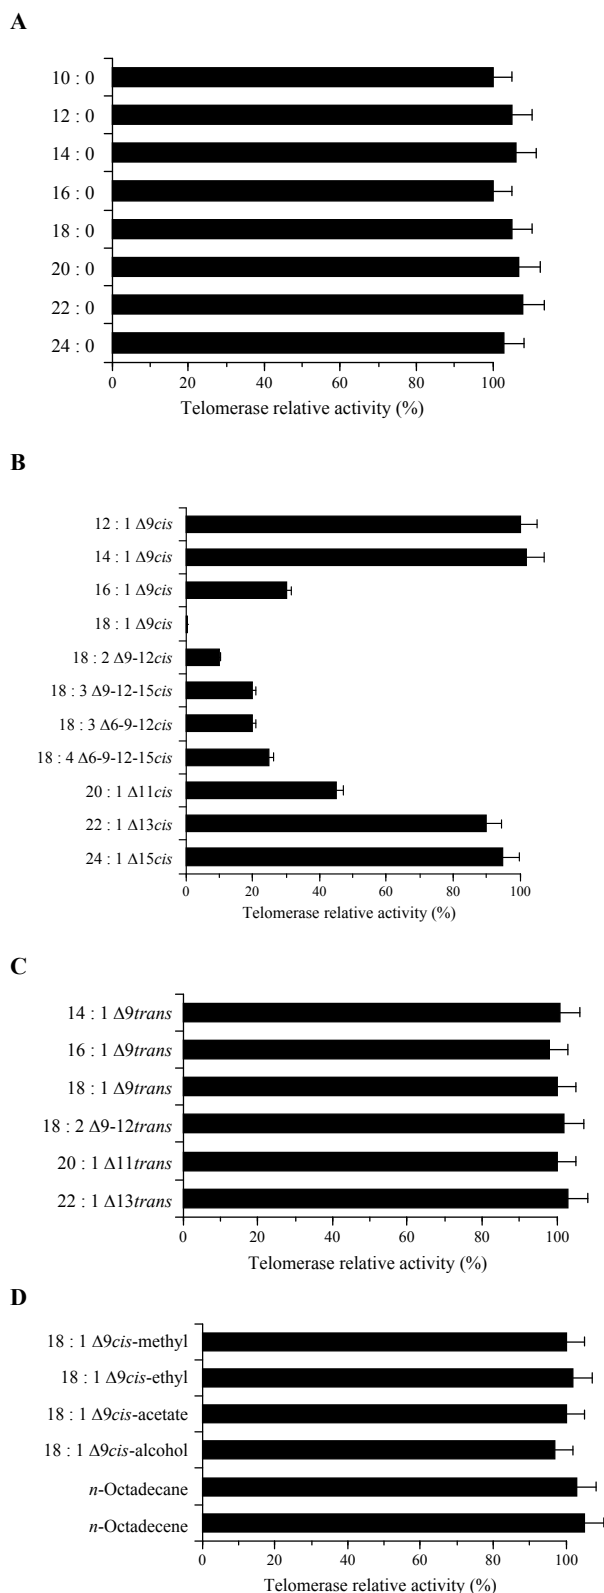 A
10 : 0
12 : 0
14 : 0
16 : 0
18 : 0
20 : 0
22 : 0
24 : 0
0 20 40 60 80 100
Telomerase relative activity (%)
B
12 : 1 Δ9cis
14 : 1 Δ9cis
16 : 1 Δ9cis
18 : 1 Δ9cis
18 : 2 Δ9-12cis
18 : 3 Δ9-12-15cis
18 : 3 Δ6-9-12cis
18 : 4 Δ6-9-12-15cis
20 : 1 Δ11cis
22 : 1 Δ13cis
24 : 1 Δ15cis
0 20 40 60 80 100
Telomerase relative activity (%)
C
14 : 1 Δ9trans
16 : 1 Δ9trans
18 : 1 Δ9trans
18 : 2 Δ9-12trans
20 : 1 Δ11trans
22 : 1 Δ13trans
0 20 40 60 80 100
Telomerase relative activity (%)
D
18 : 1 Δ9cis-methyl
18 : 1 Δ9cis-ethyl
18 : 1 Δ9cis-acetate
18 : 1 Δ9cis-alcohol
n-Octadecane
n-Octadecene
0 20 40 60 80 100
Telomerase relative activity (%)